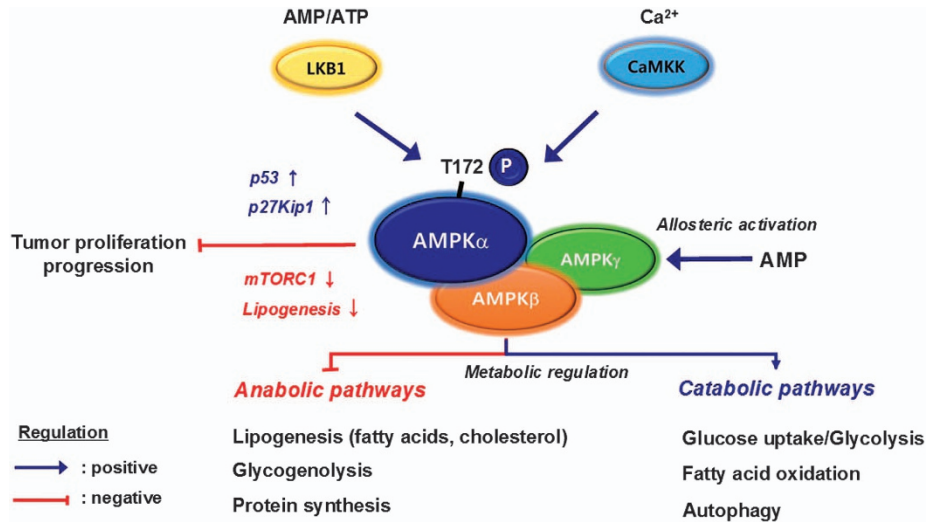 AMP/ATP
Ca²⁺
LKB1
CaMKK
T172
P
p53 ↑
p27Kip1 ↑
AMPKα
Allosteric activation
Tumor proliferation
progression
AMPKγ
AMP
mTORC1 ↓
Lipogenesis ↓
AMPKβ
Metabolic regulation
Anabolic pathways
Catabolic pathways
Regulation
: positive
: negative
Lipogenesis (fatty acids, cholesterol)
Glycogenolysis
Protein synthesis
Glucose uptake/Glycolysis
Fatty acid oxidation
Autophagy